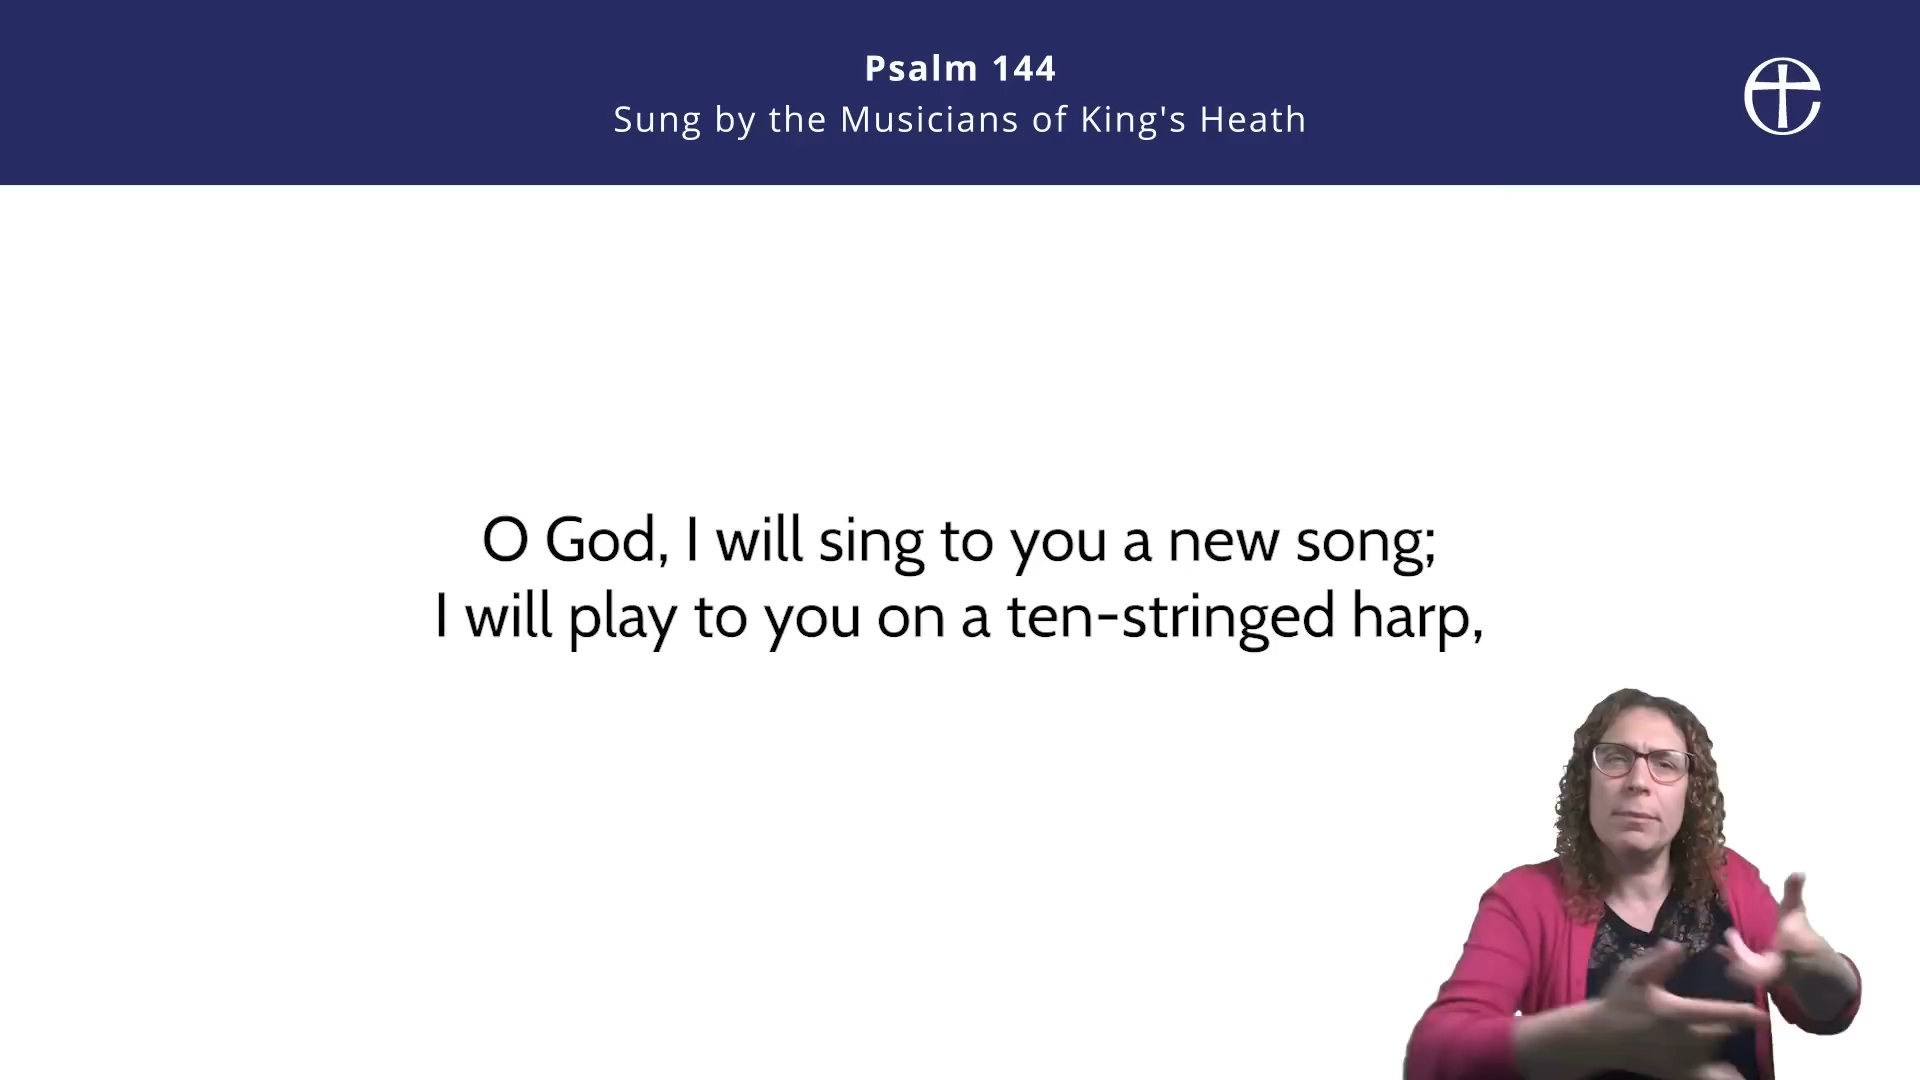 Psalm 144
Sung by the Musicians of King's Heath
O God, I will sing to you a new song;
I will play to you on a ten-stringed harp,